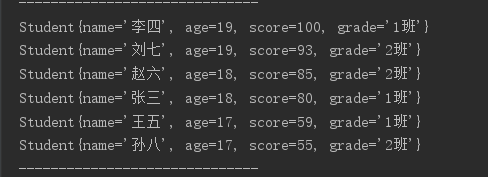 ------------------------------
Student{name='李四', age=19, score=100, grade='1班'}
Student{name='刘七', age=19, score=93, grade='2班'}
Student{name='赵六', age=18, score=85, grade='2班'}
Student{name='张三', age=18, score=80, grade='1班'}
Student{name='王五', age=17, score=59, grade='1班'}
Student{name='孙八', age=17, score=55, grade='2班'}
------------------------------